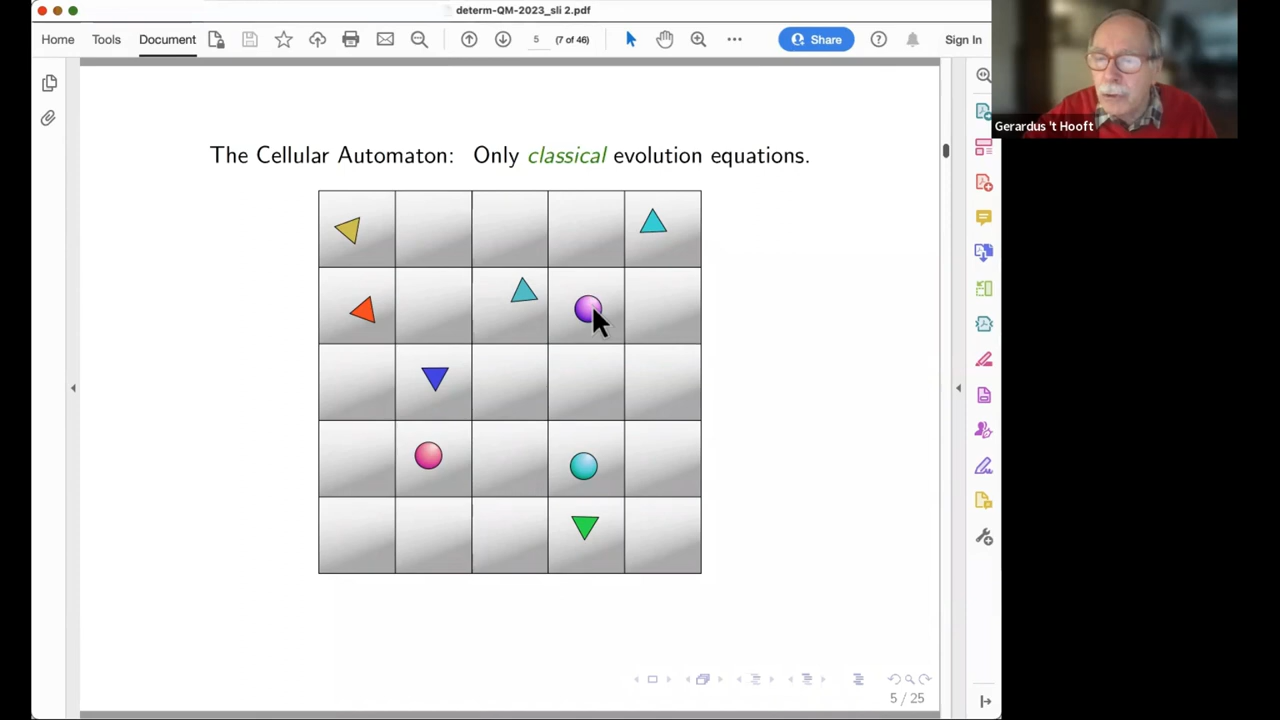 determ-QM-2023_sli 2.pdf
Home Tools Document 5 (7 of 46) Share Sign In
Gerardus 't Hooft
The Cellular Automaton: Only classical evolution equations.
5 / 25